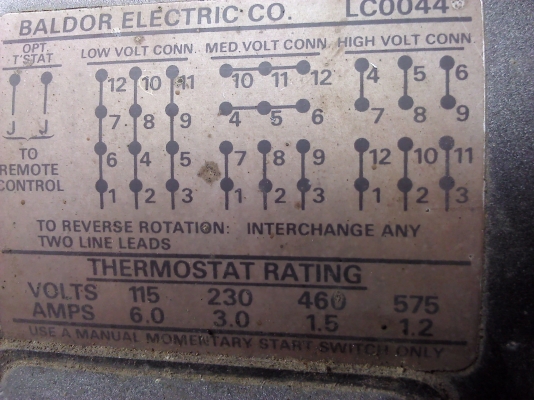 BALDOR ELECTRIC CO. LC0044
OPT. LOW VOLT CONN. MED. VOLT CONN. HIGH VOLT CONN
T'STAT
12 10 11 10 11 12 4 5 6
7 8 9 4 5 6 7 8 9
J J
TO 6 4 5 7 8 9 12 10 11
REMOTE
CONTROL 1 2 3 1 2 3 1 2 3
TO REVERSE ROTATION: INTERCHANGE ANY
TWO LINE LEADS
THERMOSTAT RATING
VOLTS 115 230 460 575
AMPS 6.0 3.0 1.5 1.2
USE A MANUAL MOMENTARY START SWITCH ONLY